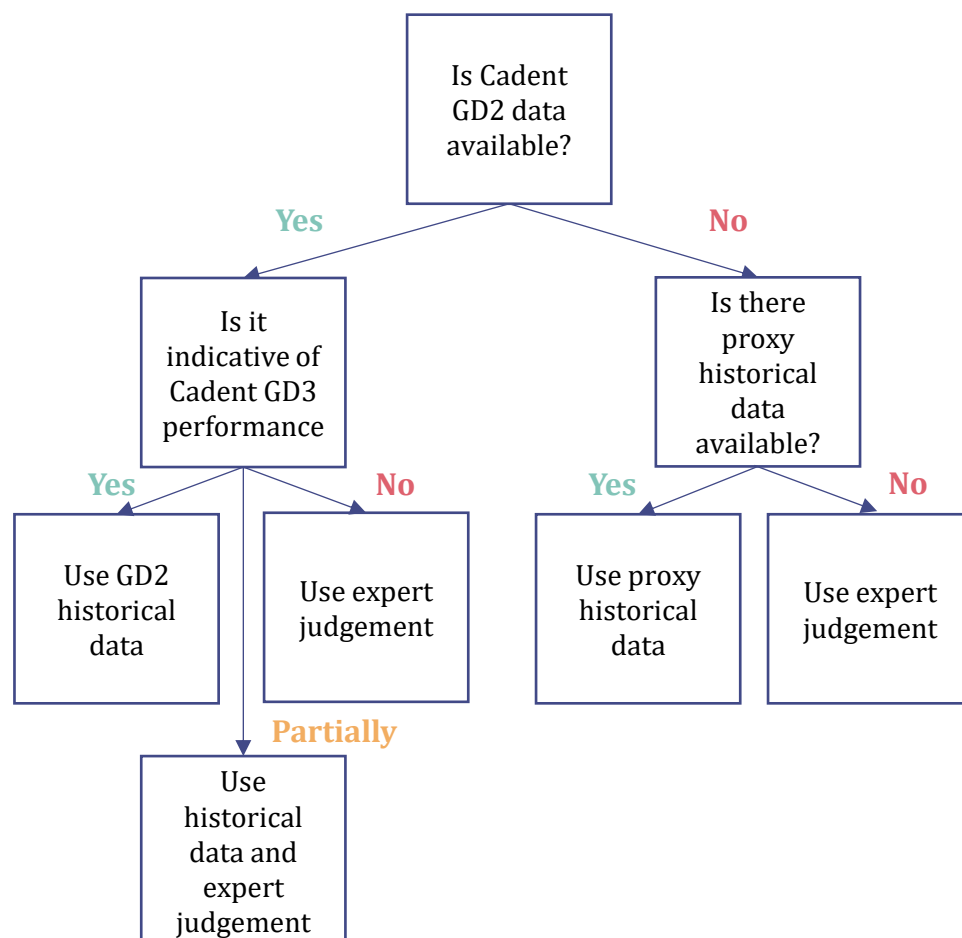 Is Cadent
GD2 data
available?
Yes
No
Is it
indicative of
Cadent GD3
performance
Is there
proxy
historical
data
available?
Yes
No
Yes
No
Use GD2
historical
data
Use expert
judgement
Use proxy
historical
data
Use expert
judgement
Partially
Use
historical
data and
expert
judgement